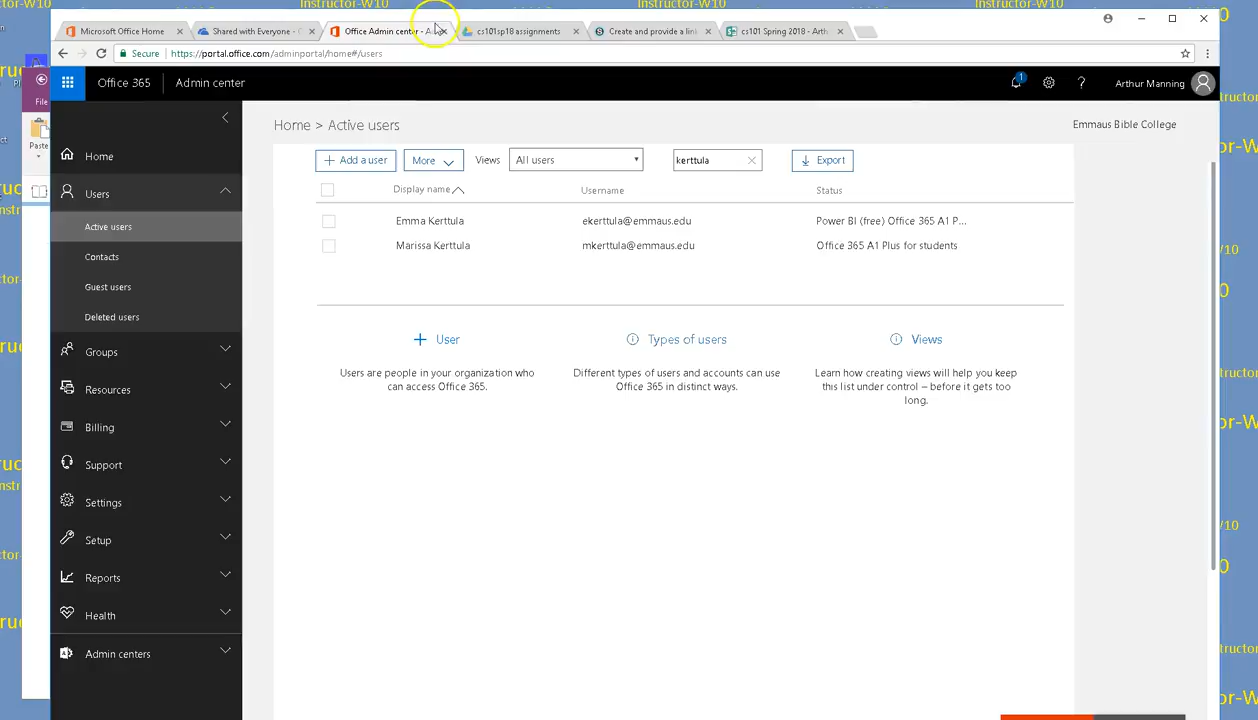 Instructor-W10
Instructor-W10
Instructor-W10
Microsoft Office Home
Shared with Everyone - O
Office Admin center - A
cs101sp18 assignments
Create and provide a link
cs101 Spring 2018 - Arth
Secure
https://portal.office.com/adminportal/home#/users
File
Paste
Office 365
Admin center
1
?
Arthur Manning
Home > Active users
Emmaus Bible College
Home
Users
Active users
Contacts
Guest users
Deleted users
Groups
Resources
Billing
Support
Settings
Setup
Reports
Health
Admin centers
+ Add a user
More
Views
All users
kerttula
Export
Display name
Username
Status
Emma Kerttula
ekerttula@emmaus.edu
Power BI (free) Office 365 A1 P...
Marissa Kerttula
mkerttula@emmaus.edu
Office 365 A1 Plus for students
+ User
Types of users
Views
Users are people in your organization who
can access Office 365.
Different types of users and accounts can use
Office 365 in distinct ways.
Learn how creating views will help you keep
this list under control – before it gets too
long.